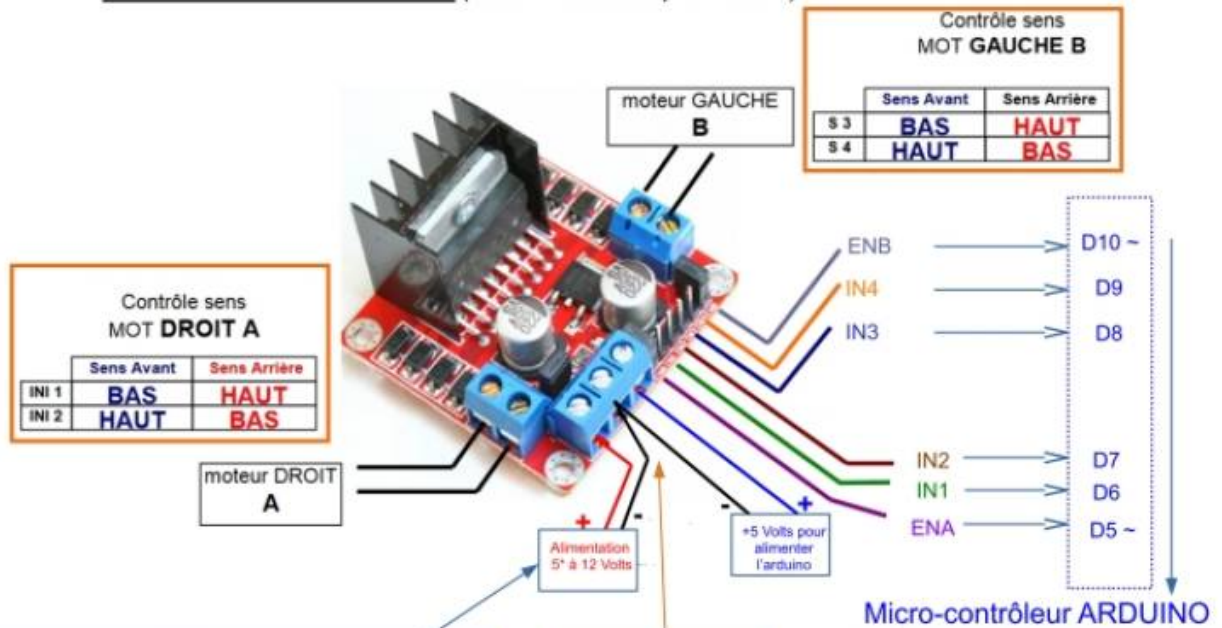 Contrôle sens
MOT GAUCHE B
Sens Avant Sens Arrière
S 3 BAS HAUT
S 4 HAUT BAS
moteur GAUCHE
B
ENB D10 ~
IN4 D9
IN3 D8
Contrôle sens
MOT DROIT A
Sens Avant Sens Arrière
INI 1 BAS HAUT
INI 2 HAUT BAS
moteur DROIT
A
IN2 D7
IN1 D6
ENA D5 ~
+ -
Alimentation
5* à 12 Volts
- +
+5 Volts pour
alimenter
l'arduino
Micro-contrôleur ARDUINO